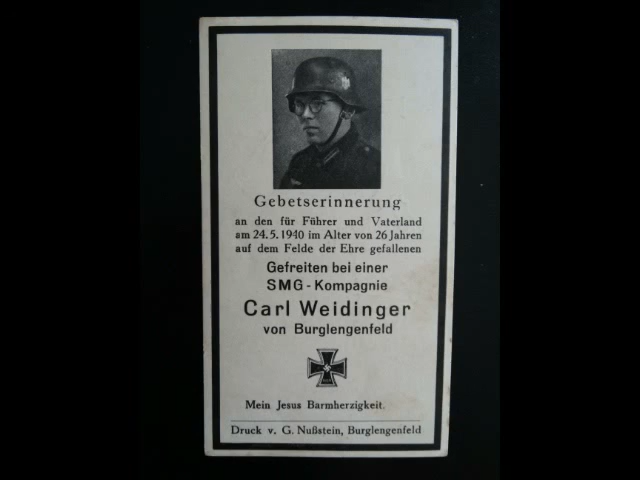 Gebetserinnerung
an den für Führer und Vaterland
am 24.5.1940 im Alter von 26 Jahren
auf dem Felde der Ehre gefallenen
Gefreiten bei einer
SMG - Kompagnie
Carl Weidinger
von Burglengenfeld
Mein Jesus Barmherzigkeit.
Druck v. G. Nußstein, Burglengenfeld